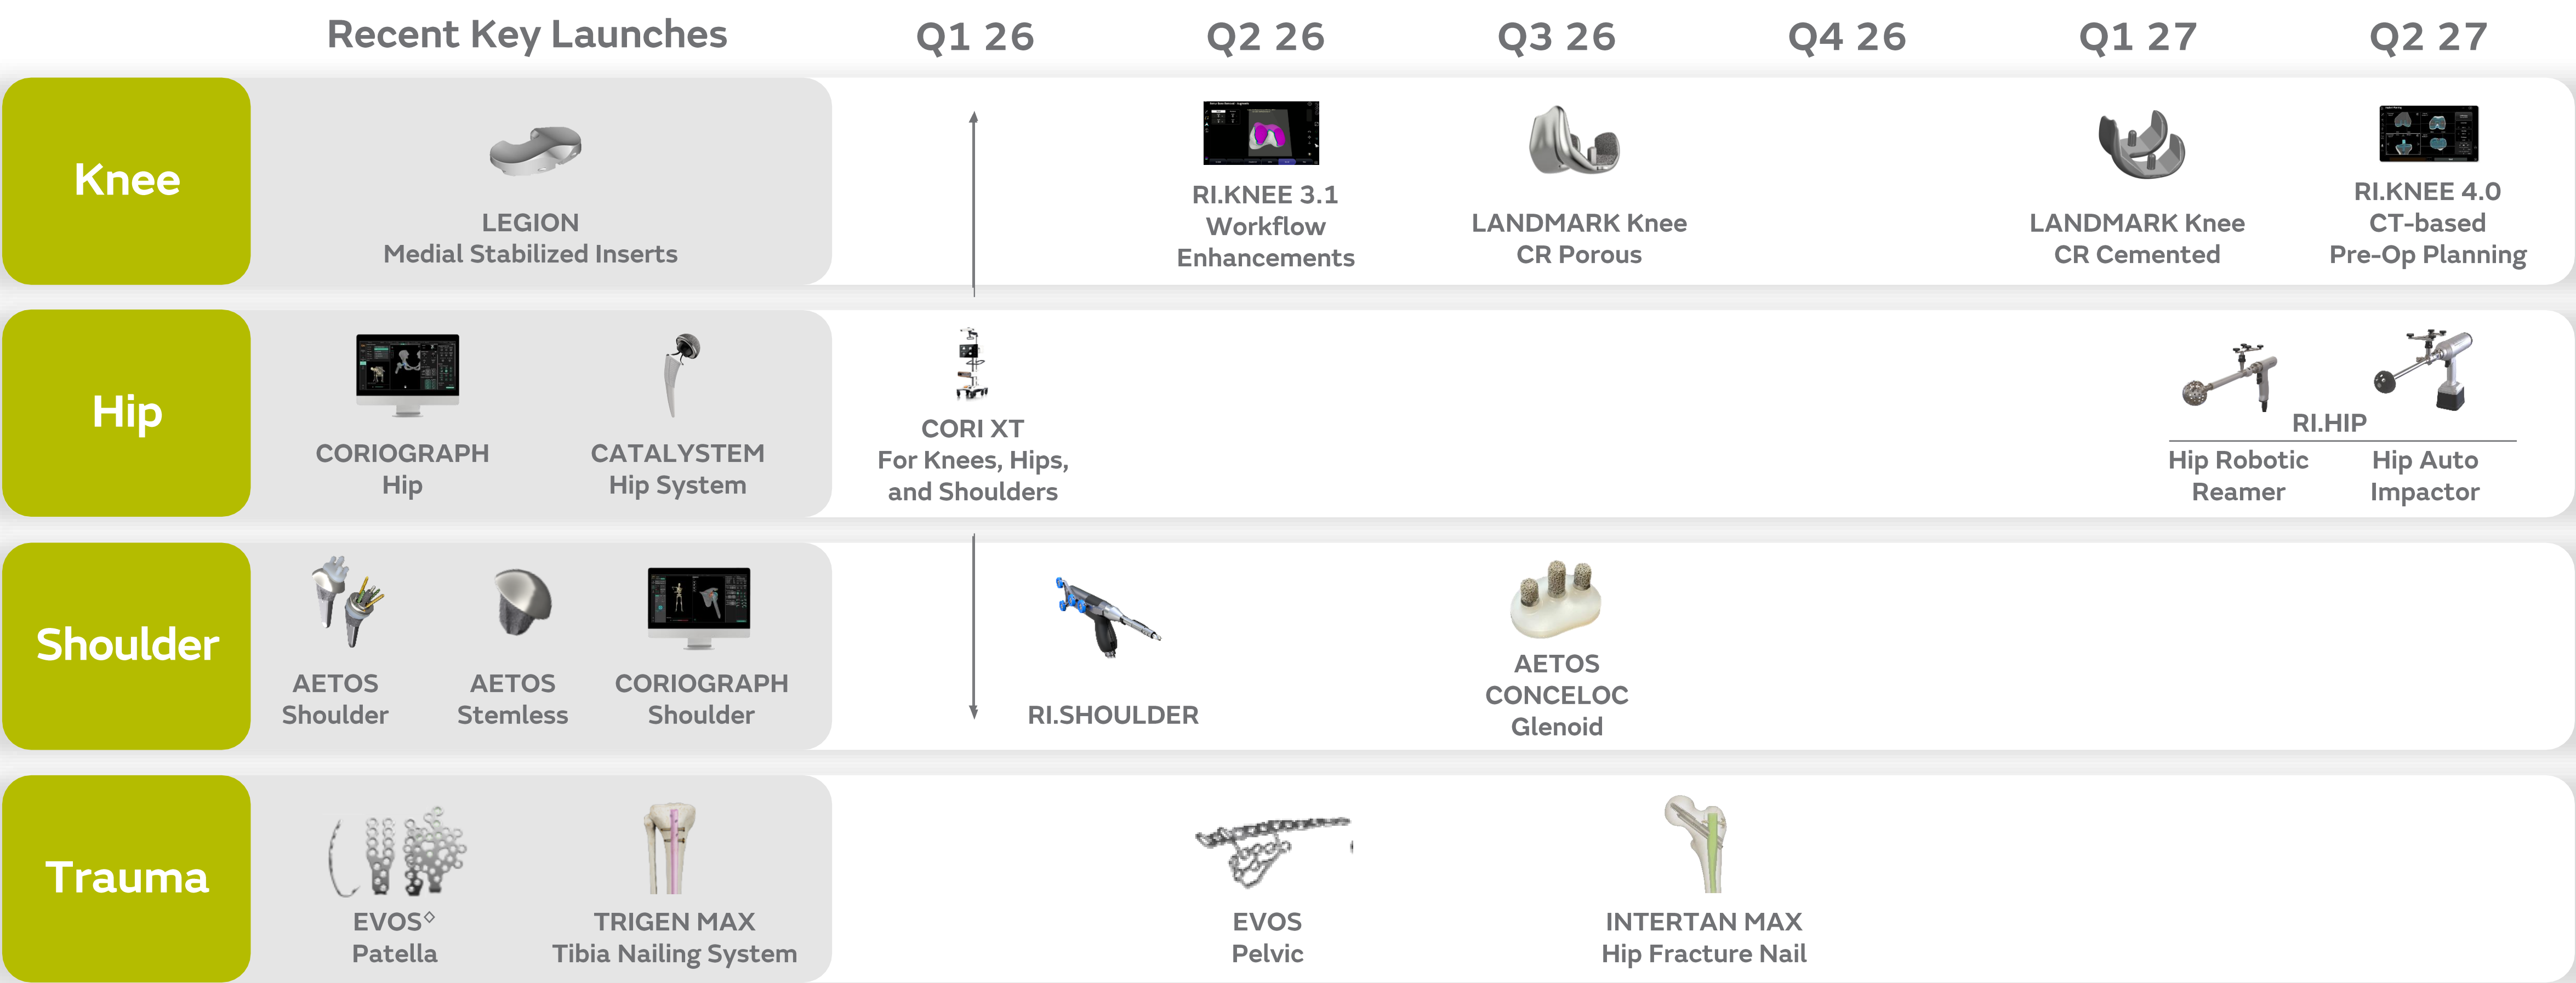 Recent Key Launches
Q1 26
Q2 26
Q3 26
Q4 26
Q1 27
Q2 27
Knee
LEGION
Medial Stabilized Inserts
RI.KNEE 3.1
Workflow
Enhancements
LANDMARK Knee
CR Porous
LANDMARK Knee
CR Cemented
RI.KNEE 4.0
CT-based
Pre-Op Planning
Hip
CORIOGRAPH
Hip
CATALYSTEM
Hip System
CORI XT
For Knees, Hips,
and Shoulders
RI.HIP
Hip Robotic
Reamer
Hip Auto
Impactor
Shoulder
AETOS
Shoulder
AETOS
Stemless
CORIOGRAPH
Shoulder
RI.SHOULDER
AETOS
CONCELOC
Glenoid
Trauma
EVOS◊
Patella
TRIGEN MAX
Tibia Nailing System
EVOS
Pelvic
INTERTAN MAX
Hip Fracture Nail